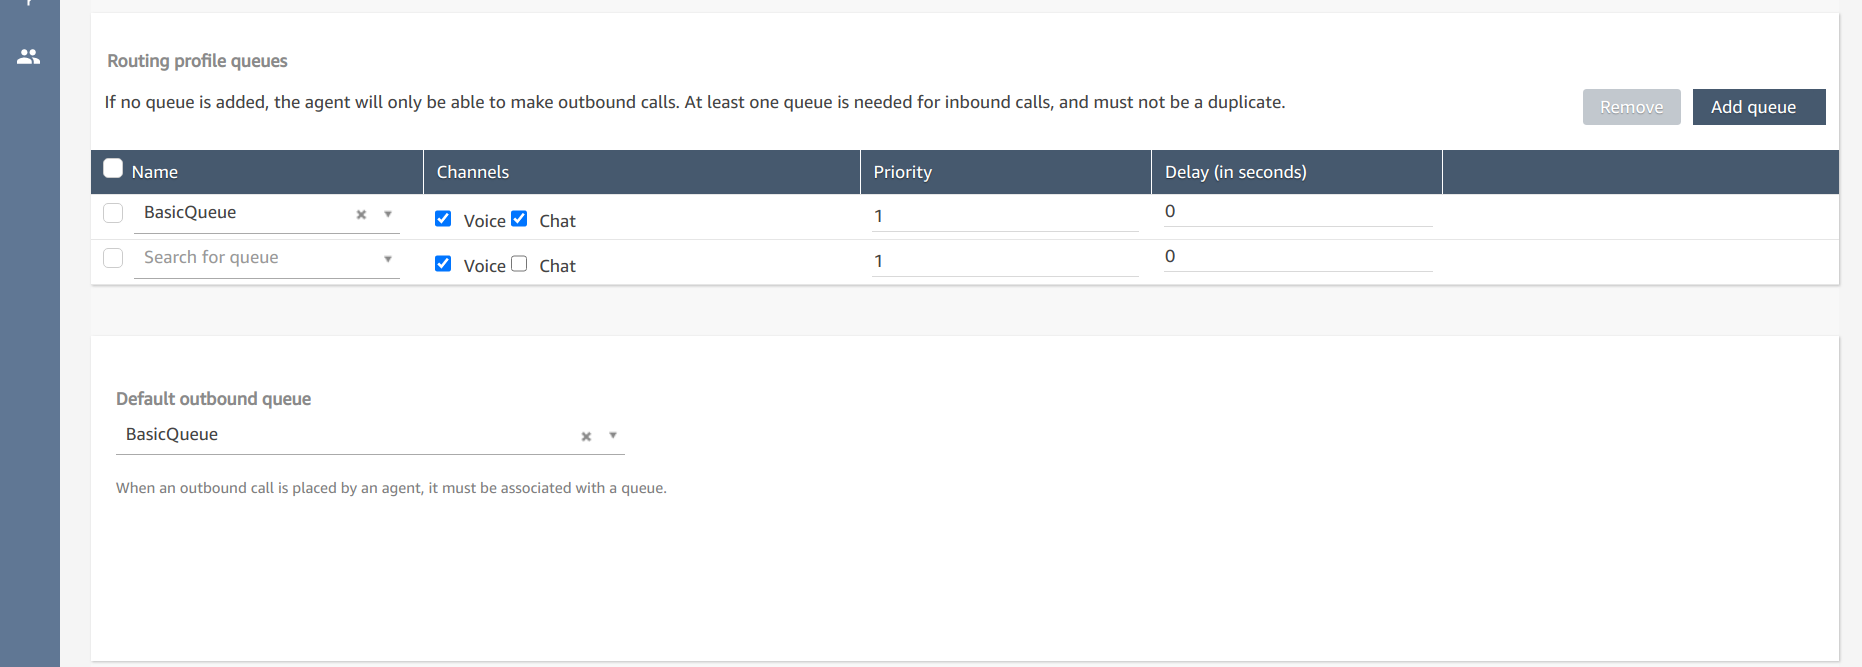 Routing profile queues
If no queue is added, the agent will only be able to make outbound calls. At least one queue is needed for inbound calls, and must not be a duplicate.
Remove Add queue
Name Channels Priority Delay (in seconds)
BasicQueue Voice Chat 1 0
Search for queue Voice Chat 1 0
Default outbound queue
BasicQueue
When an outbound call is placed by an agent, it must be associated with a queue.